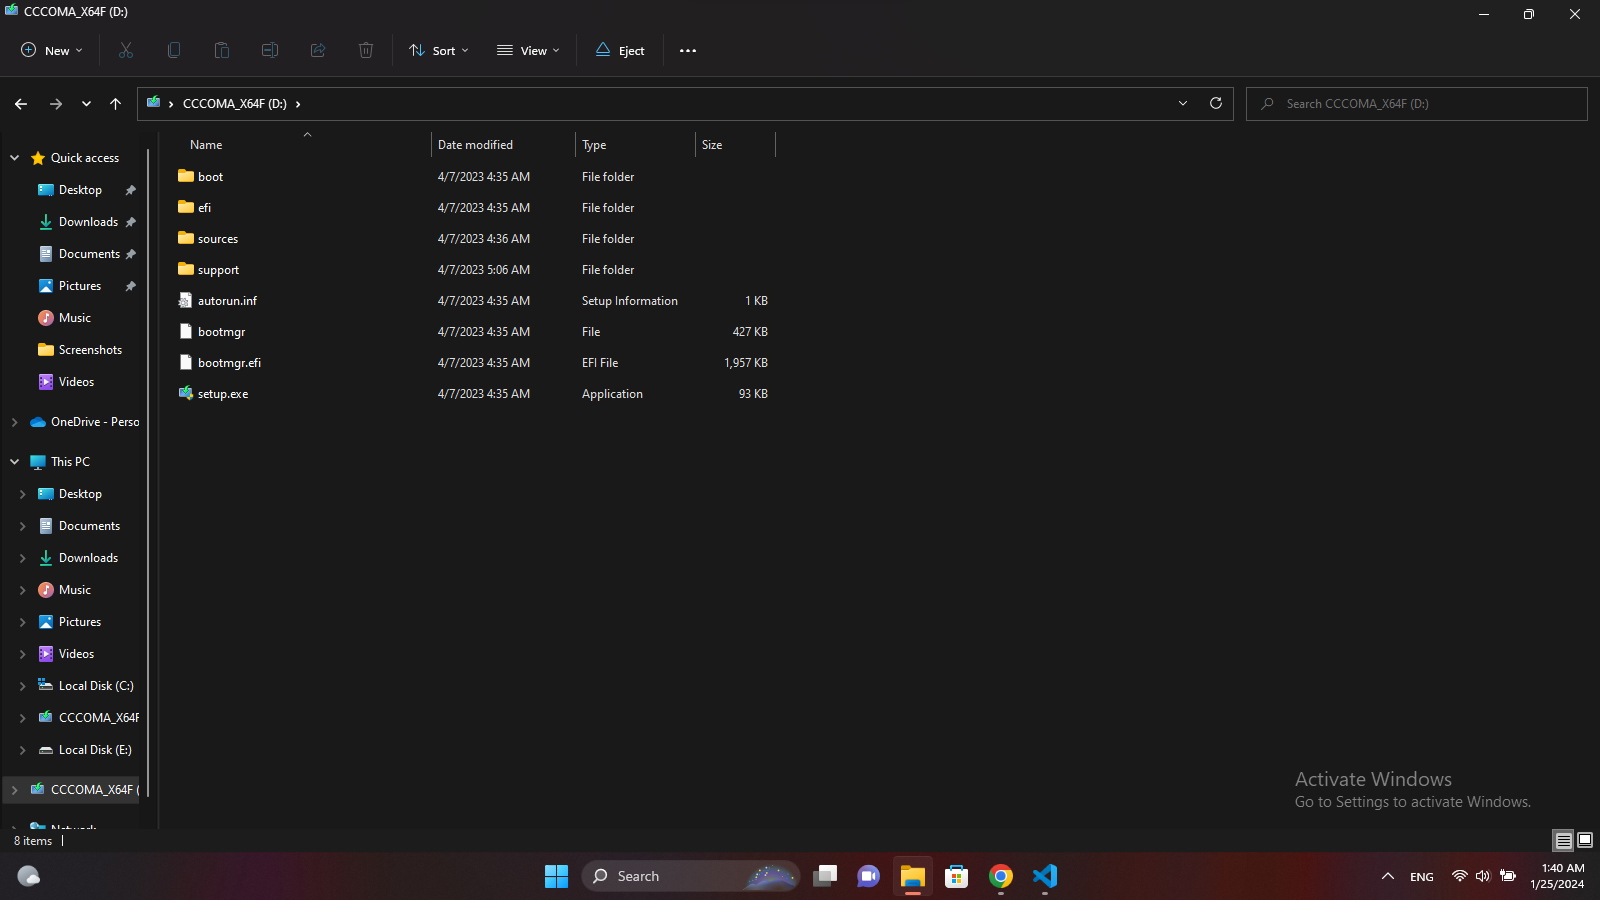 CCCOMA_X64F (D:)
New
Sort
View
Eject
CCCOMA_X64F (D:)
Search CCCOMA_X64F (D:)
Name Date modified Type Size
boot 4/7/2023 4:35 AM File folder
efi 4/7/2023 4:35 AM File folder
sources 4/7/2023 4:36 AM File folder
support 4/7/2023 5:06 AM File folder
autorun.inf 4/7/2023 4:35 AM Setup Information 1 KB
bootmgr 4/7/2023 4:35 AM File 427 KB
bootmgr.efi 4/7/2023 4:35 AM EFI File 1,957 KB
setup.exe 4/7/2023 4:35 AM Application 93 KB
Quick access
Desktop
Downloads
Documents
Pictures
Music
Screenshots
Videos
OneDrive - Perso
This PC
Desktop
Documents
Downloads
Music
Pictures
Videos
Local Disk (C:)
CCCOMA_X64F
Local Disk (E:)
CCCOMA_X64F (
Network
Activate Windows
Go to Settings to activate Windows.
8 items
Search
ENG
1:40 AM
1/25/2024